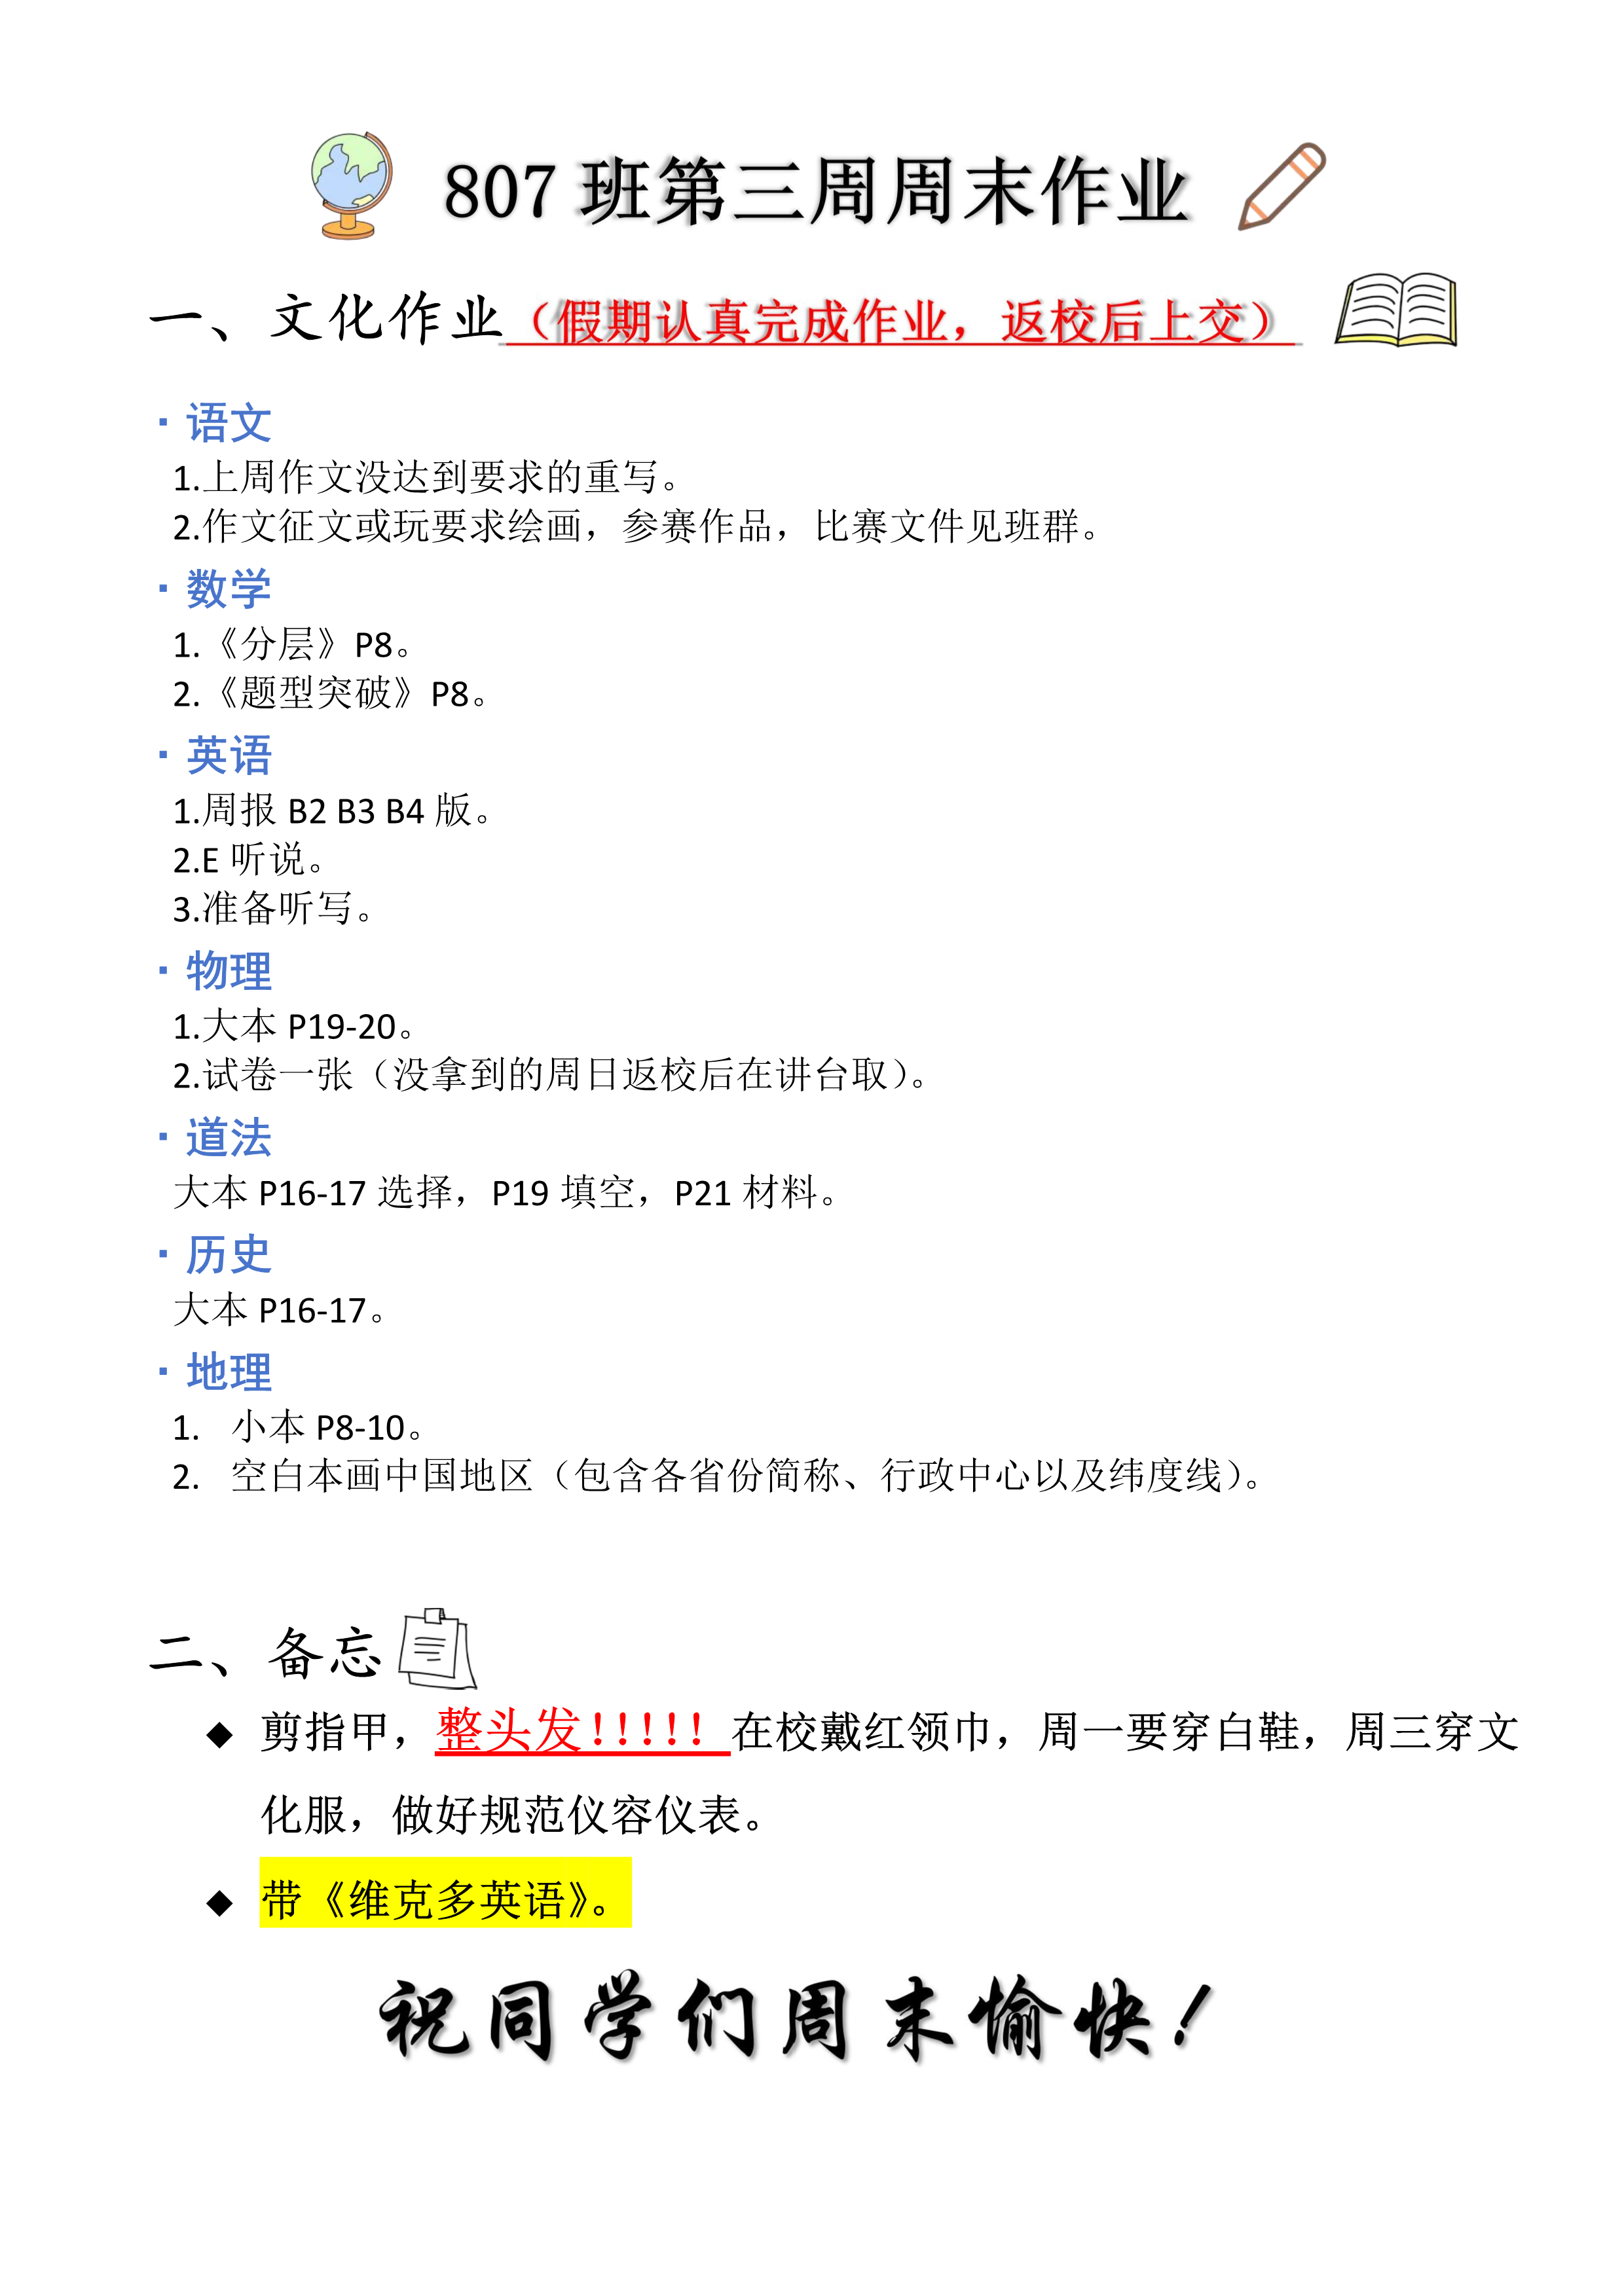 807 班第三周周末作业
一、文化作业（假期认真完成作业，返校后上交）
· 语文
1.上周作文没达到要求的重写。
2.作文征文或玩要求绘画，参赛作品，比赛文件见班群。
· 数学
1.《分层》P8。
2.《题型突破》P8。
· 英语
1.周报 B2 B3 B4 版。
2.E 听说。
3.准备听写。
· 物理
1.大本 P19-20。
2.试卷一张（没拿到的周日返校后在讲台取）。
· 道法
大本 P16-17 选择，P19 填空，P21 材料。
· 历史
大本 P16-17。
· 地理
1. 小本 P8-10。
2. 空白本画中国地区（包含各省份简称、行政中心以及纬度线）。
二、备忘
◆ 剪指甲，整头发！！！！！在校戴红领巾，周一要穿白鞋，周三穿文
化服，做好规范仪容仪表。
◆ 带《维克多英语》。
祝同学们周末愉快！